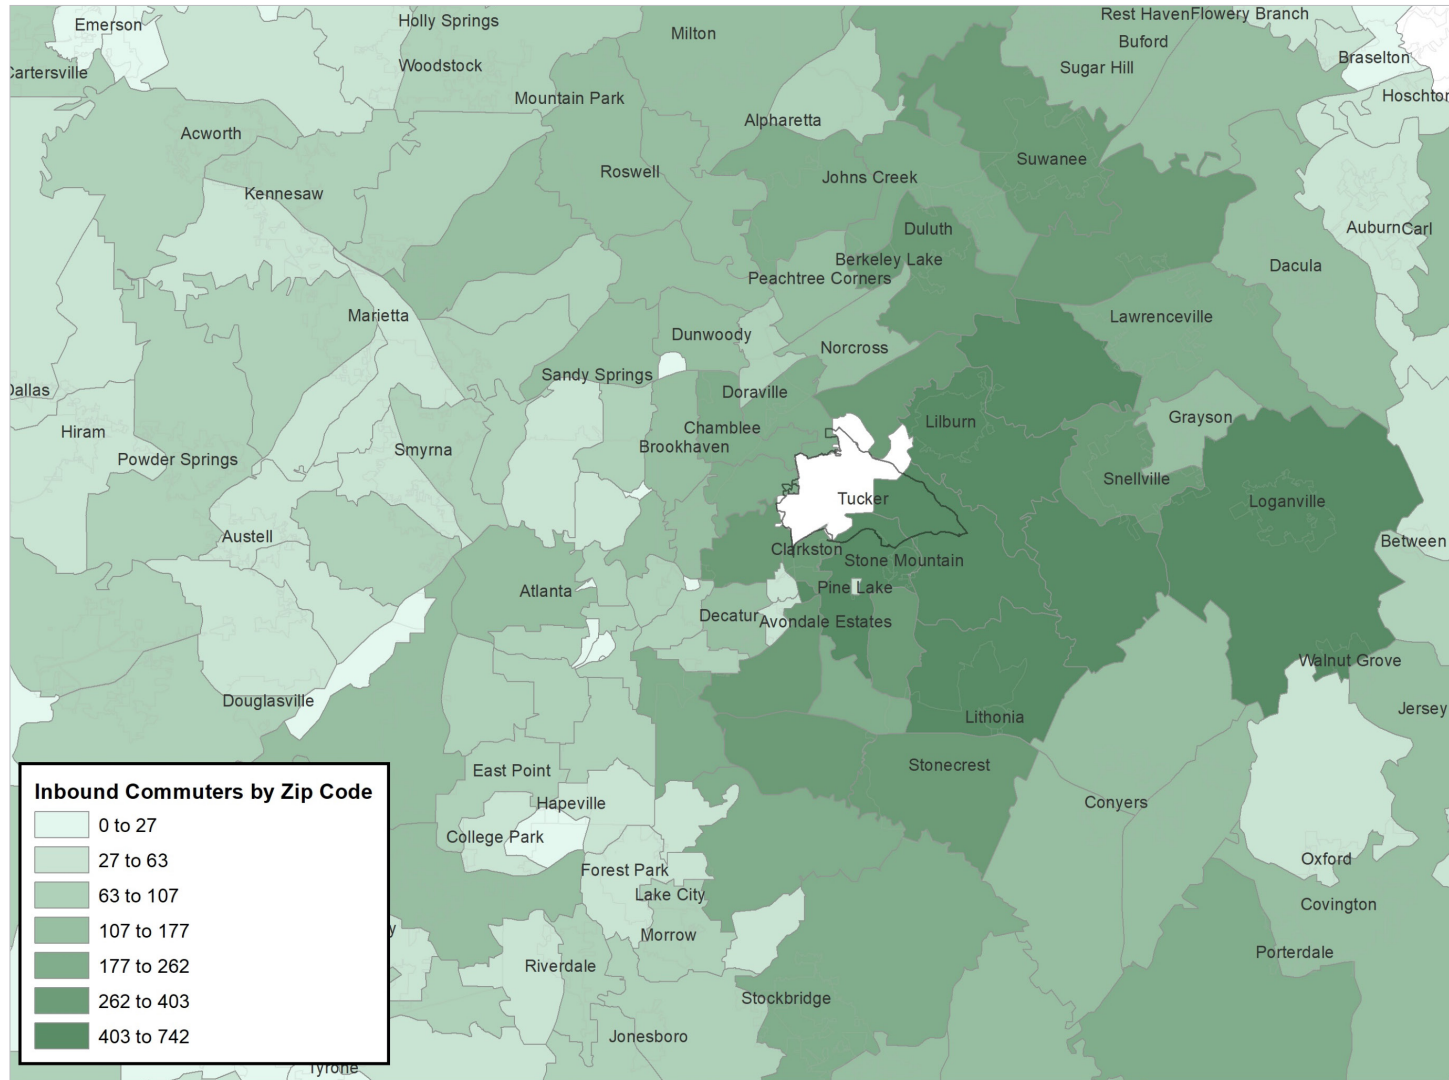 Emerson
Holly Springs
Rest Haven
Flowery Branch
Milton
Buford
Braselton
Cartersville
Woodstock
Sugar Hill
Mountain Park
Hoschton
Acworth
Alpharetta
Suwanee
Roswell
Johns Creek
Kennesaw
Duluth
Auburn
Carl
Berkeley Lake
Dacula
Peachtree Corners
Marietta
Lawrenceville
Dunwoody
Norcross
Sandy Springs
Dallas
Doraville
Grayson
Lilburn
Hiram
Chamblee
Brookhaven
Smyrna
Powder Springs
Snellville
Tucker
Loganville
Austell
Between
Clarkston
Stone Mountain
Atlanta
Pine Lake
Decatur
Avondale Estates
Walnut Grove
Douglasville
Jersey
Lithonia
East Point
Stonecrest
Hapeville
Conyers
College Park
Oxford
Forest Park
Lake City
Covington
y
Morrow
Porterdale
Riverdale
Stockbridge
Jonesboro
Tyrone
Inbound Commuters by Zip Code
0 to 27
27 to 63
63 to 107
107 to 177
177 to 262
262 to 403
403 to 742